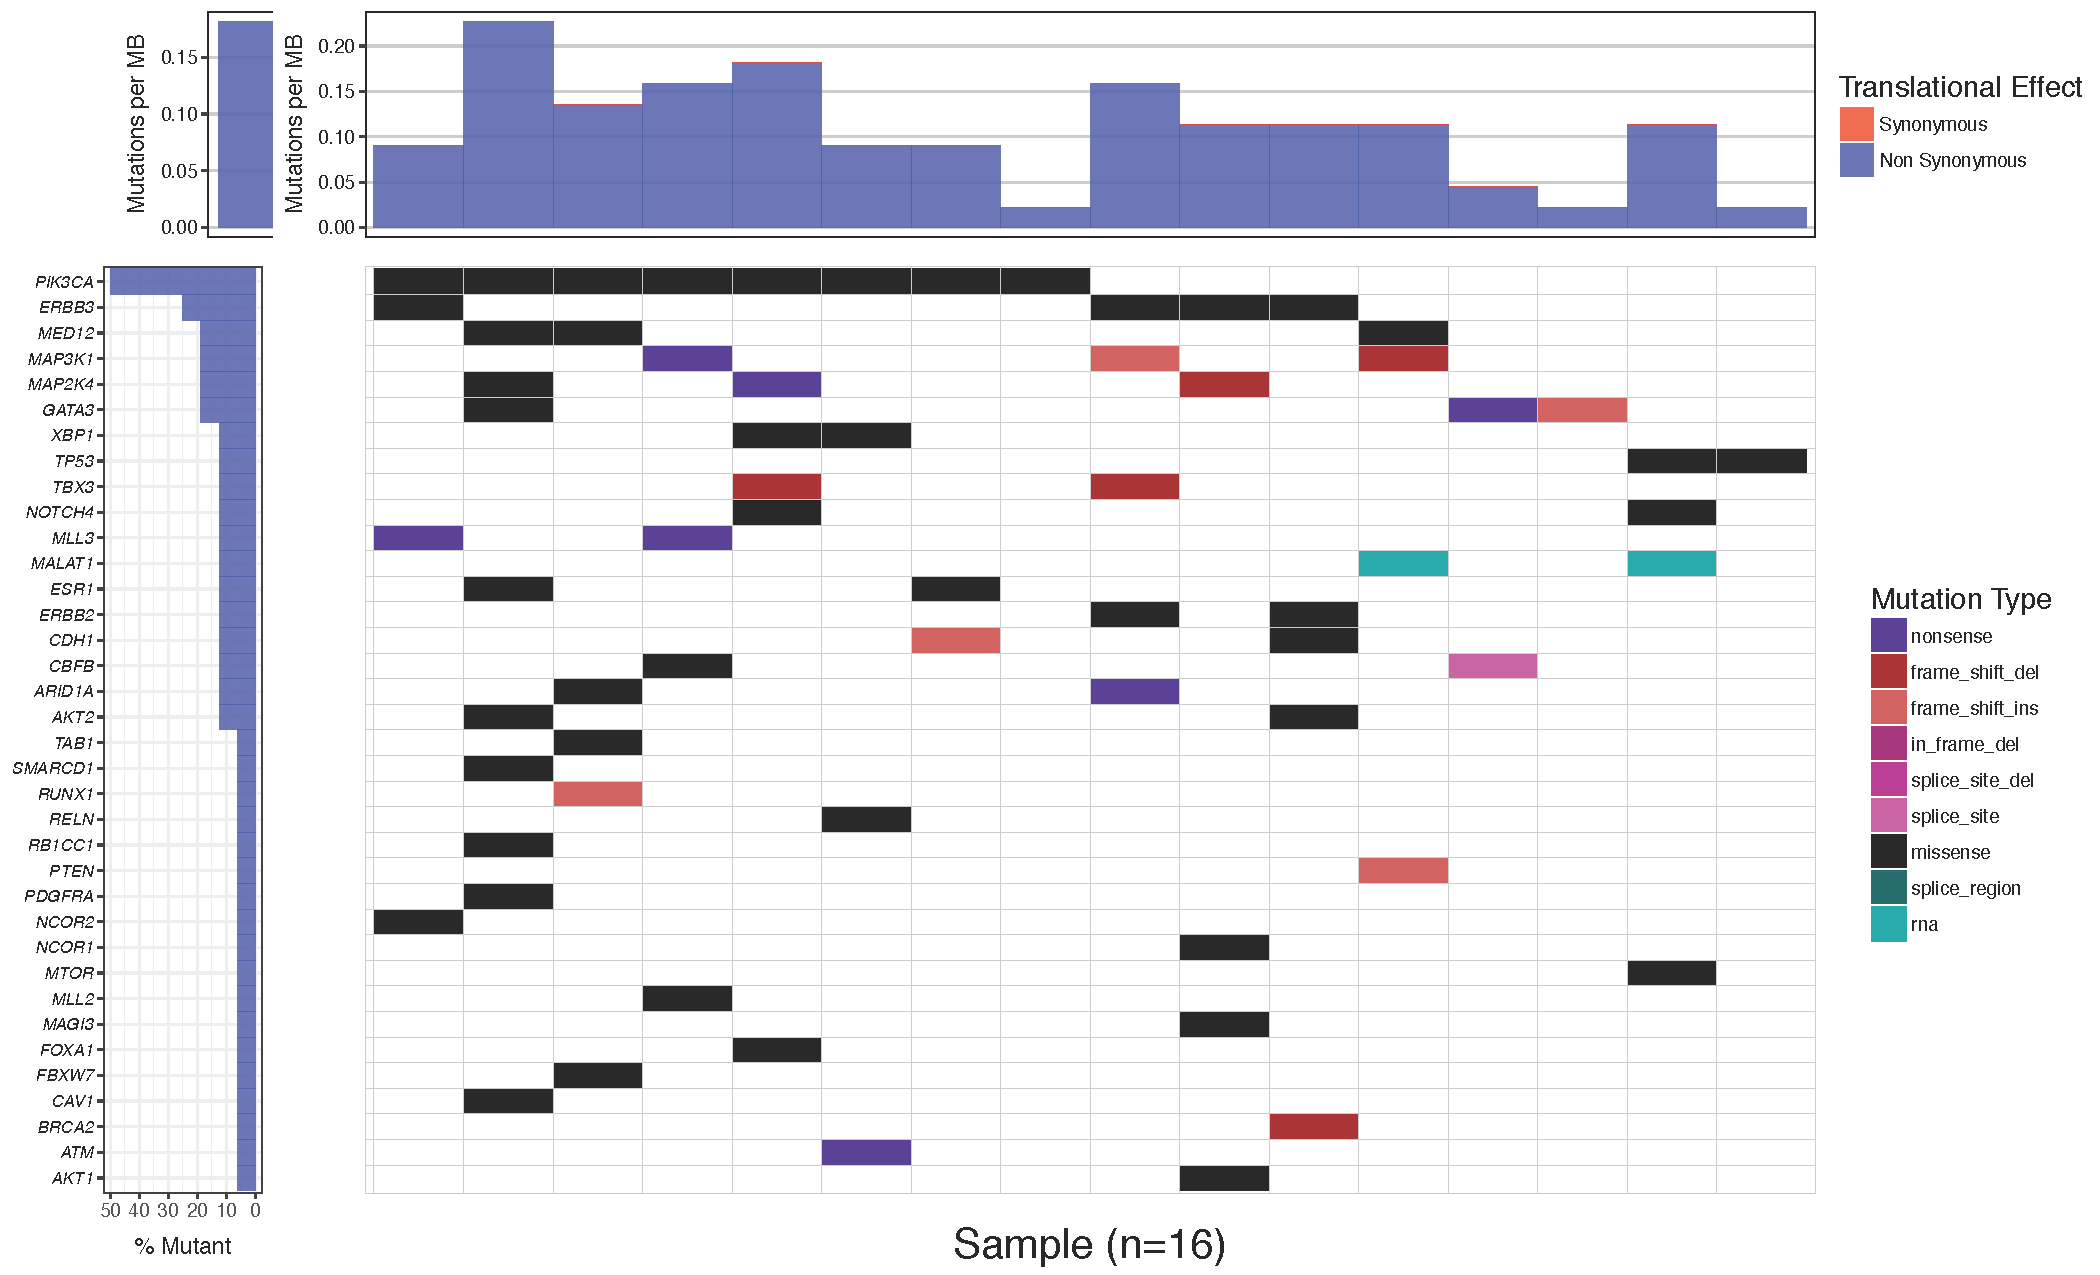 Mutations per MB
0.15
0.10
0.05
0.00
Mutations per MB
0.20
0.15
0.10
0.05
0.00
Translational Effect
Synonymous
Non Synonymous
PIK3CA
ERBB3
MED12
MAP3K1
MAP2K4
GATA3
XBP1
TP53
TBX3
NOTCH4
MLL3
MALAT1
ESR1
ERBB2
CDH1
CBFB
ARID1A
AKT2
TAB1
SMARCD1
RUNX1
RELN
RB1CC1
PTEN
PDGFRA
NCOR2
NCOR1
MTOR
MLL2
MAGI3
FOXA1
FBXW7
CAV1
BRCA2
ATM
AKT1
50 40 30 20 10 0
% Mutant
Sample (n=16)
Mutation Type
nonsense
frame_shift_del
frame_shift_ins
in_frame_del
splice_site_del
splice_site
missense
splice_region
rna